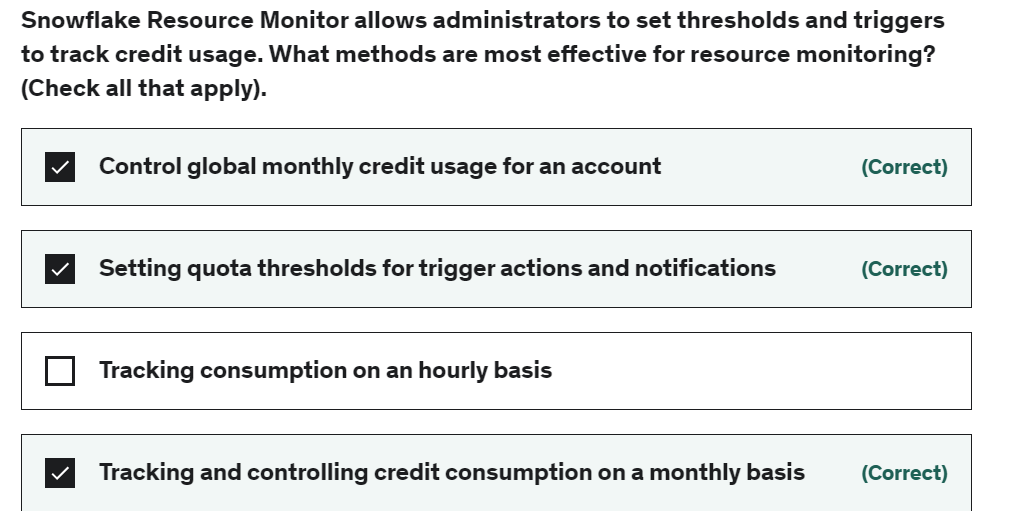 Snowflake Resource Monitor allows administrators to set thresholds and triggers
to track credit usage. What methods are most effective for resource monitoring?
(Check all that apply).
Control global monthly credit usage for an account (Correct)
Setting quota thresholds for trigger actions and notifications (Correct)
Tracking consumption on an hourly basis
Tracking and controlling credit consumption on a monthly basis (Correct)